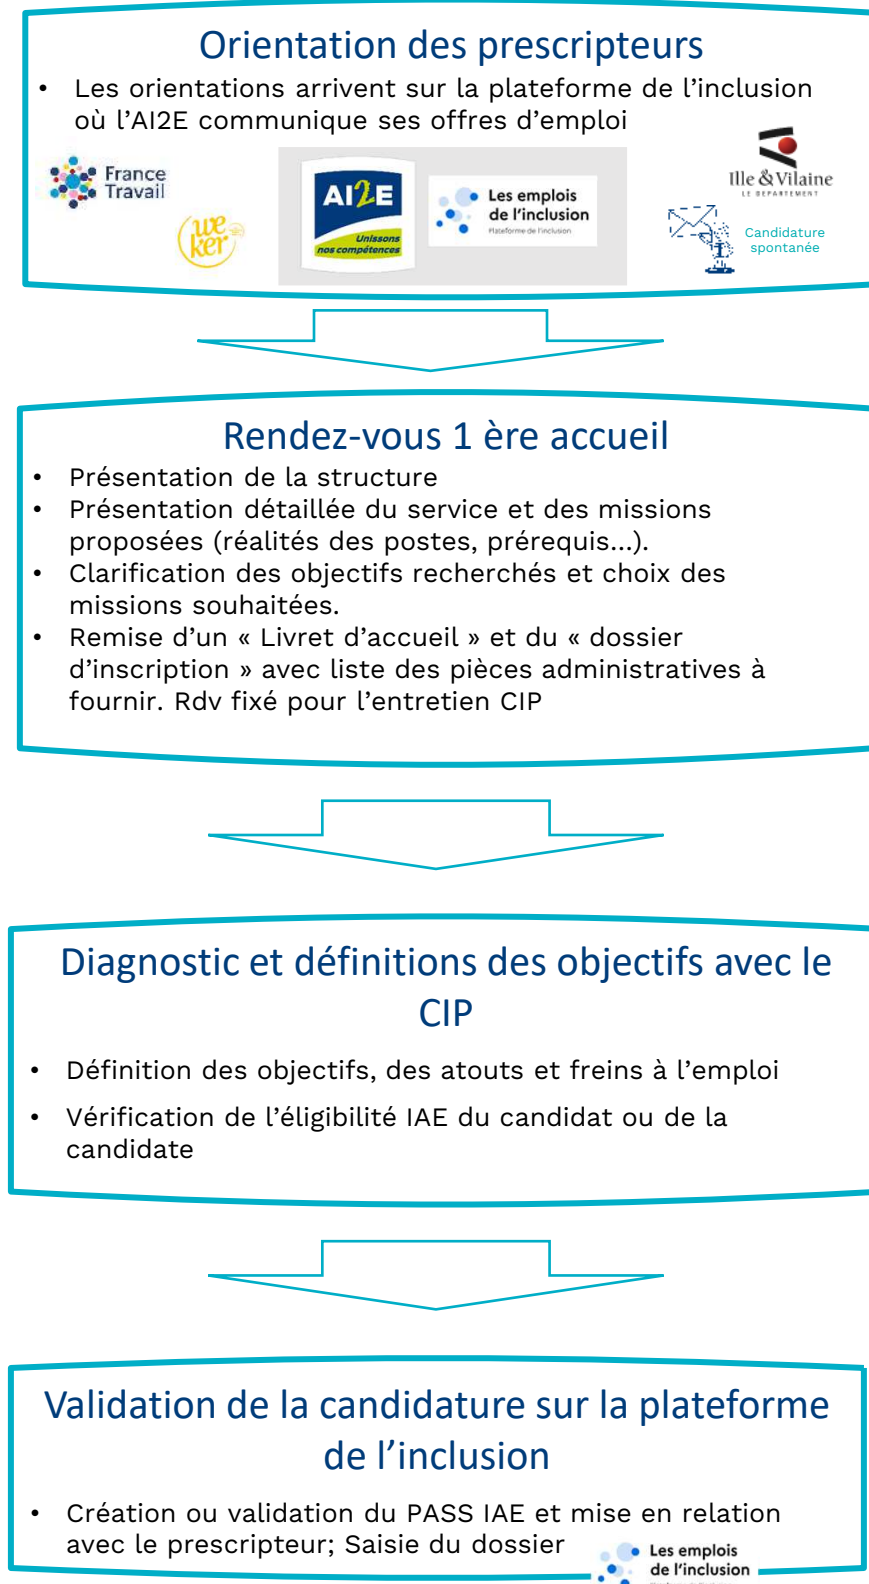 Orientation des prescripteurs
• Les orientations arrivent sur la plateforme de l’inclusion
où l’AI2E communique ses offres d’emploi
France
Travail
we
ker
AI2E
Unissons
nos compétences
Les emplois
de l’inclusion
Plateforme de l’inclusion
Ille & Vilaine
LE DEPARTEMENT
Candidature
spontanée
Rendez-vous 1 ère accueil
• Présentation de la structure
• Présentation détaillée du service et des missions
proposées (réalités des postes, prérequis…).
• Clarification des objectifs recherchés et choix des
missions souhaitées.
• Remise d’un « Livret d’accueil » et du « dossier
d’inscription » avec liste des pièces administratives à
fournir. Rdv fixé pour l’entretien CIP
Diagnostic et définitions des objectifs avec le
CIP
• Définition des objectifs, des atouts et freins à l’emploi
• Vérification de l’éligibilité IAE du candidat ou de la
candidate
Validation de la candidature sur la plateforme
de l’inclusion
• Création ou validation du PASS IAE et mise en relation
avec le prescripteur; Saisie du dossier
Les emplois
de l’inclusion